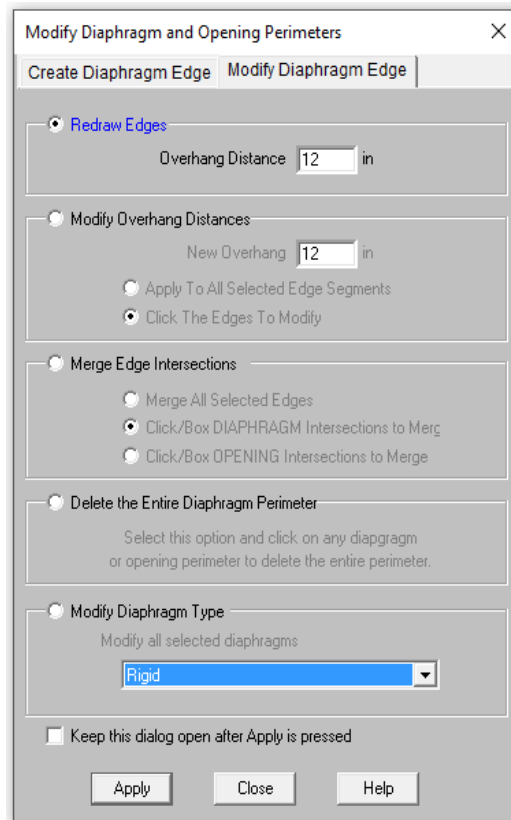 Modify Diaphragm and Opening Perimeters
Create Diaphragm Edge Modify Diaphragm Edge
Redraw Edges
Overhang Distance 12 in
Modify Overhang Distances
New Overhang 12 in
Apply To All Selected Edge Segments
Click The Edges To Modify
Merge Edge Intersections
Merge All Selected Edges
Click/Box DIAPHRAGM Intersections to Merg
Click/Box OPENING Intersections to Merge
Delete the Entire Diaphragm Perimeter
Select this option and click on any diapgragm
or opening perimeter to delete the entire perimeter.
Modify Diaphragm Type
Modify all selected diaphragms
Rigid
Keep this dialog open after Apply is pressed
Apply Close Help